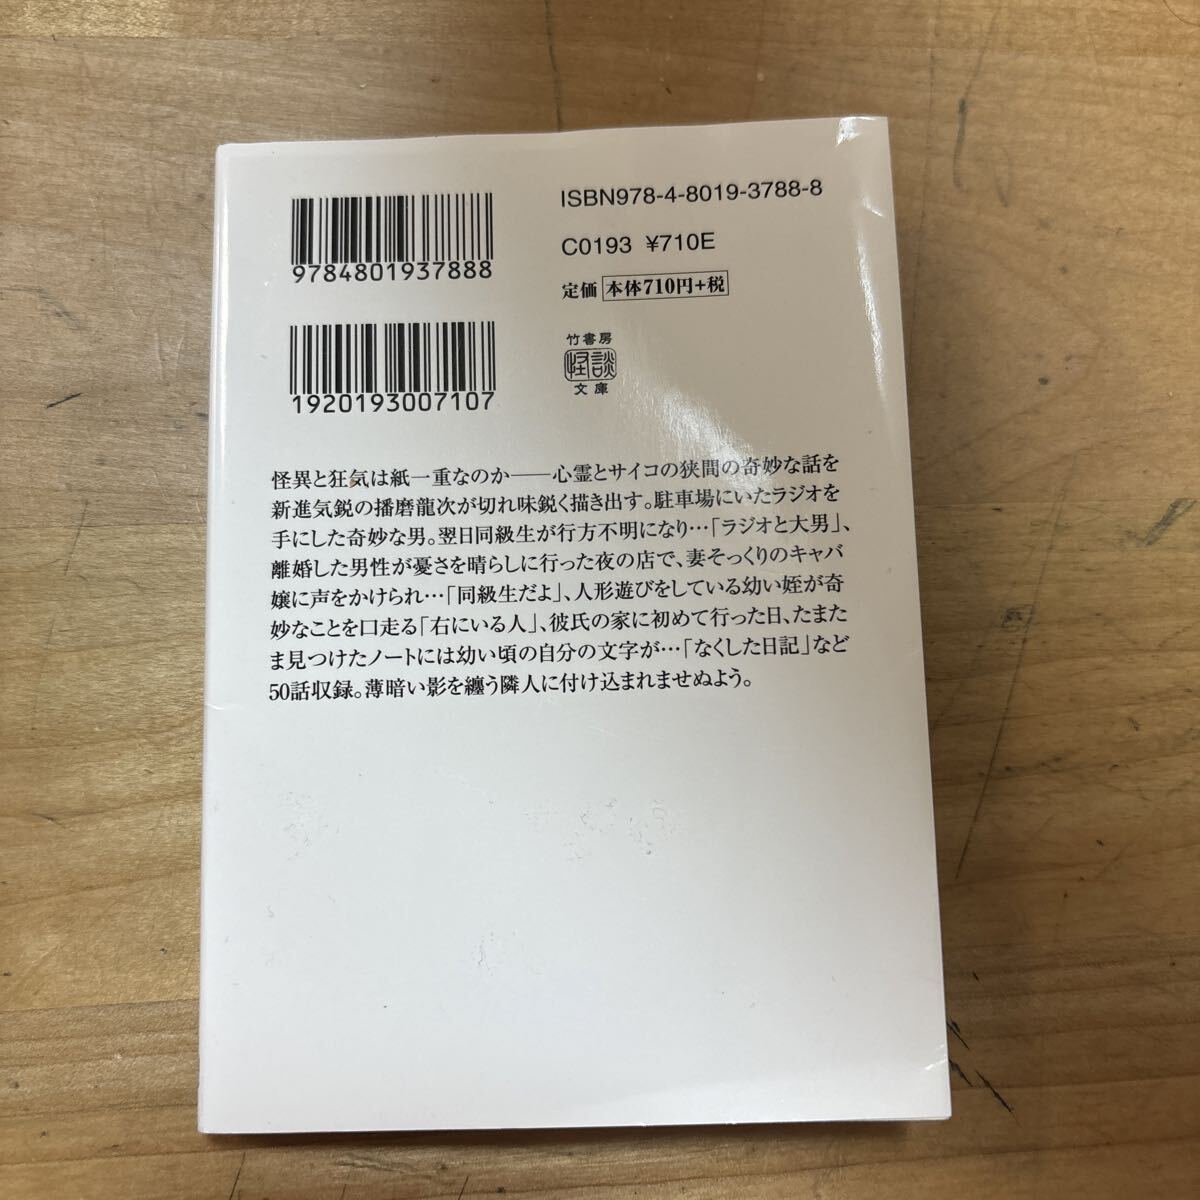 9784801937888
ISBN978-4-8019-3788-8
C0193 ¥710E
定価 本体710円+税
1920193007107
竹書房
怪談
文庫
怪異と狂気は紙一重なのか――心霊とサイコの狭間の奇妙な話を
新進気鋭の播磨龍次が切れ味鋭く描き出す。駐車場にいたラジオを
手にした奇妙な男。翌日同級生が行方不明になり…「ラジオと大男」、
離婚した男性が憂さを晴らしに行った夜の店で、妻そっくりのキャバ
嬢に声をかけられ…「同級生だよ」、人形遊びをしている幼い姪が奇
妙なことを口走る「右にいる人」、彼氏の家に初めて行った日、たまた
ま見つけたノートには幼い頃の自分の文字が…「なくした日記」など
50話収録。薄暗い影を纏う隣人に付け込まれませぬよう。